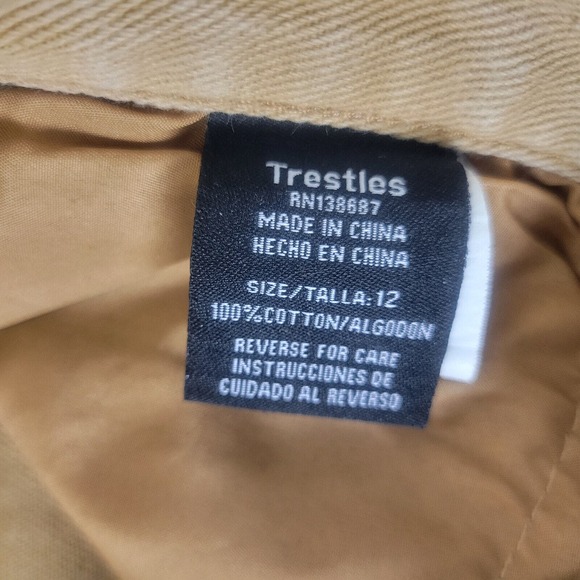 Trestles
RN138687
MADE IN CHINA
HECHO EN CHINA
SIZE/TALLA: 12
100%COTTON/ALGODON
REVERSE FOR CARE
INSTRUCCIONES DE
CUIDADO AL REVERSO